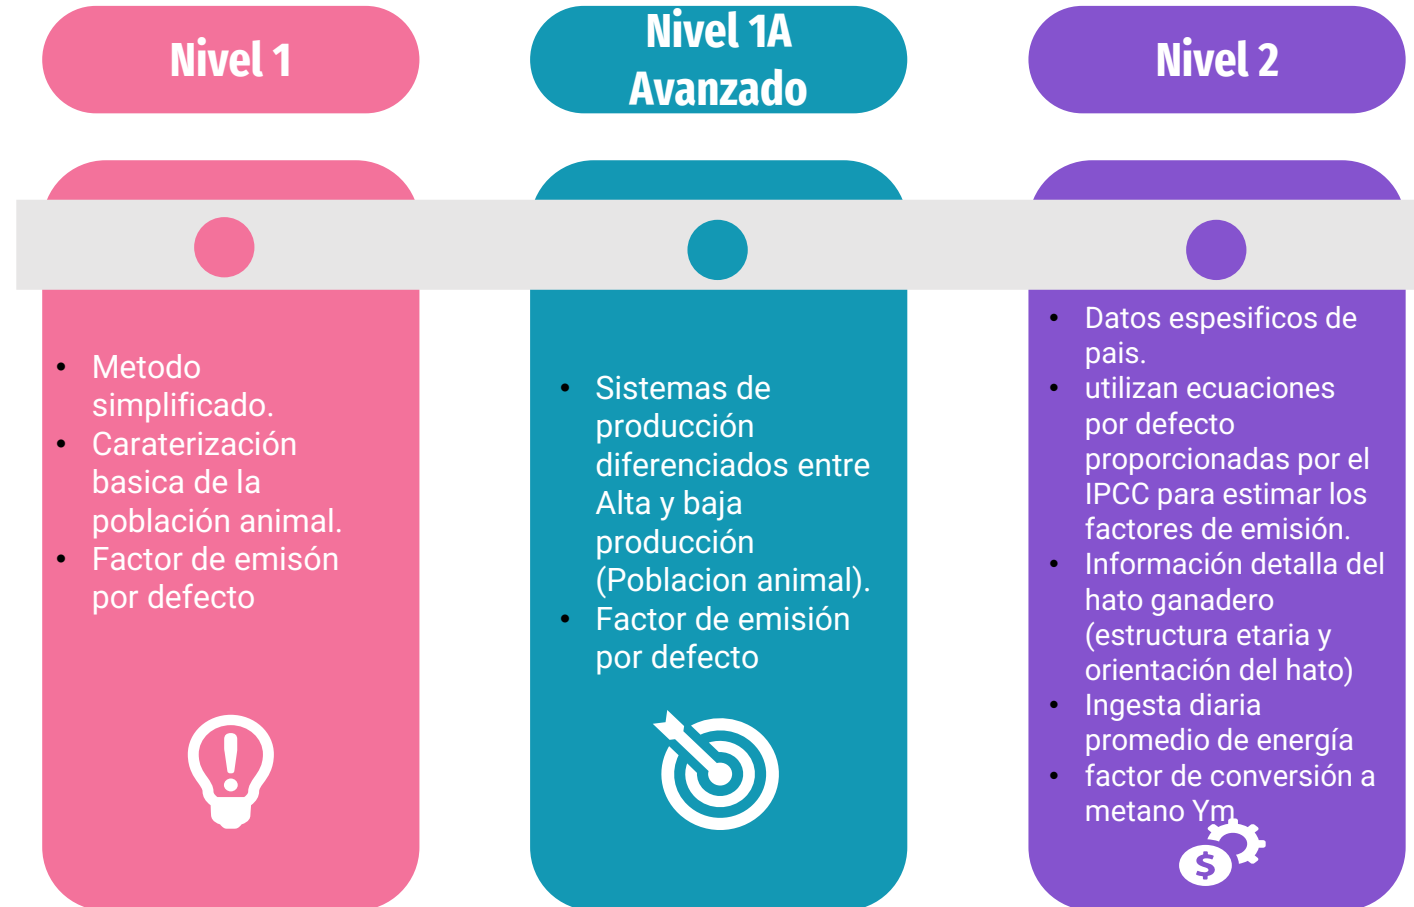 Nivel 1
Nivel 1A
Avanzado
Nivel 2
• Metodo
simplificado.
• Caraterización
basica de la
población animal.
• Factor de emisón
por defecto
• Sistemas de
producción
diferenciados entre
Alta y baja
producción
(Poblacion animal).
• Factor de emisión
por defecto
• Datos espesificos de
pais.
• utilizan ecuaciones
por defecto
proporcionadas por el
IPCC para estimar los
factores de emisión.
• Información detalla del
hato ganadero
(estructura etaria y
orientación del hato)
• Ingesta diaria
promedio de energía
• factor de conversión a
metano Ym
$